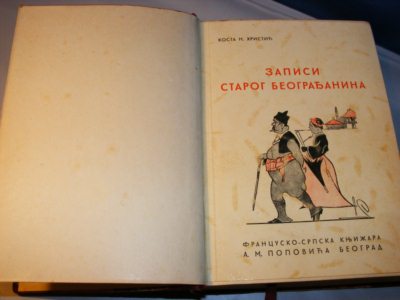 КОСТА Н. ХРИСТИЋ
ЗАПИСИ
СТАРОГ БЕОГРАЂАНИНА
ФРАНЦУСКО-СРПСКА КЊИЖАРА
А. М. ПОПОВИЋА БЕОГРАД